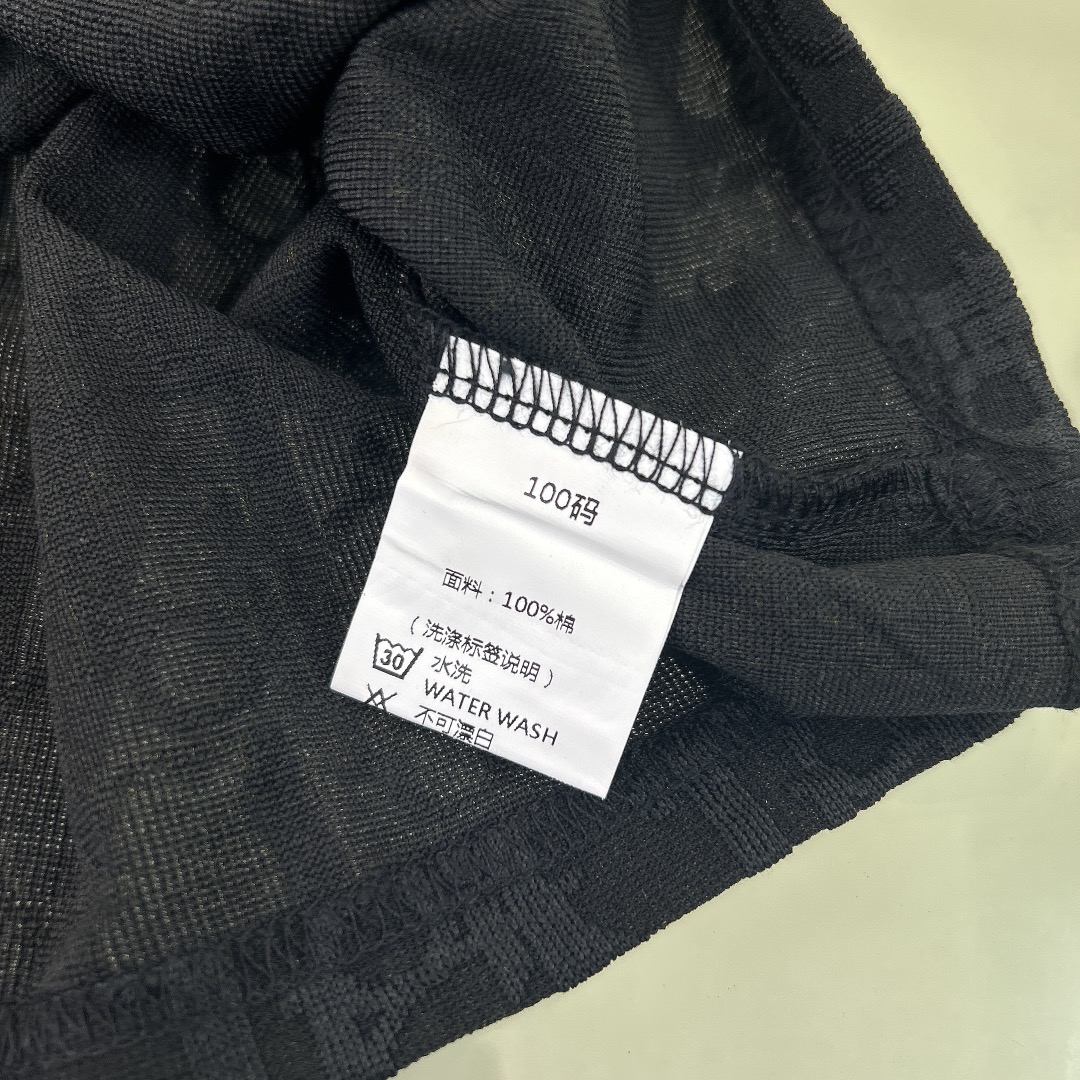 100码
面料：100%棉
（洗涤标签说明）
30 水洗
WATER WASH
不可漂白